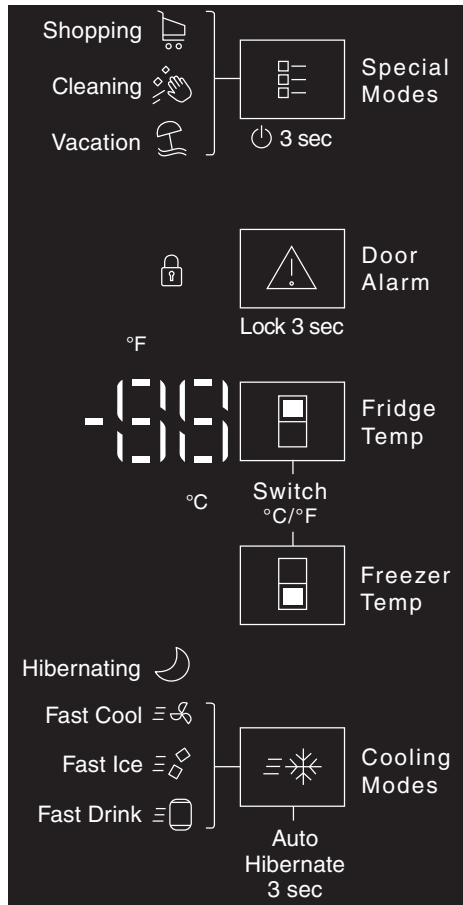 Shopping
Cleaning
Vacation
Special
Modes
3 sec
Door
Alarm
Lock 3 sec
°F
-88
Fridge
Temp
°C
Switch
°C/°F
Freezer
Temp
Hibernating
Fast Cool
Fast Ice
Fast Drink
Cooling
Modes
Auto
Hibernate
3 sec